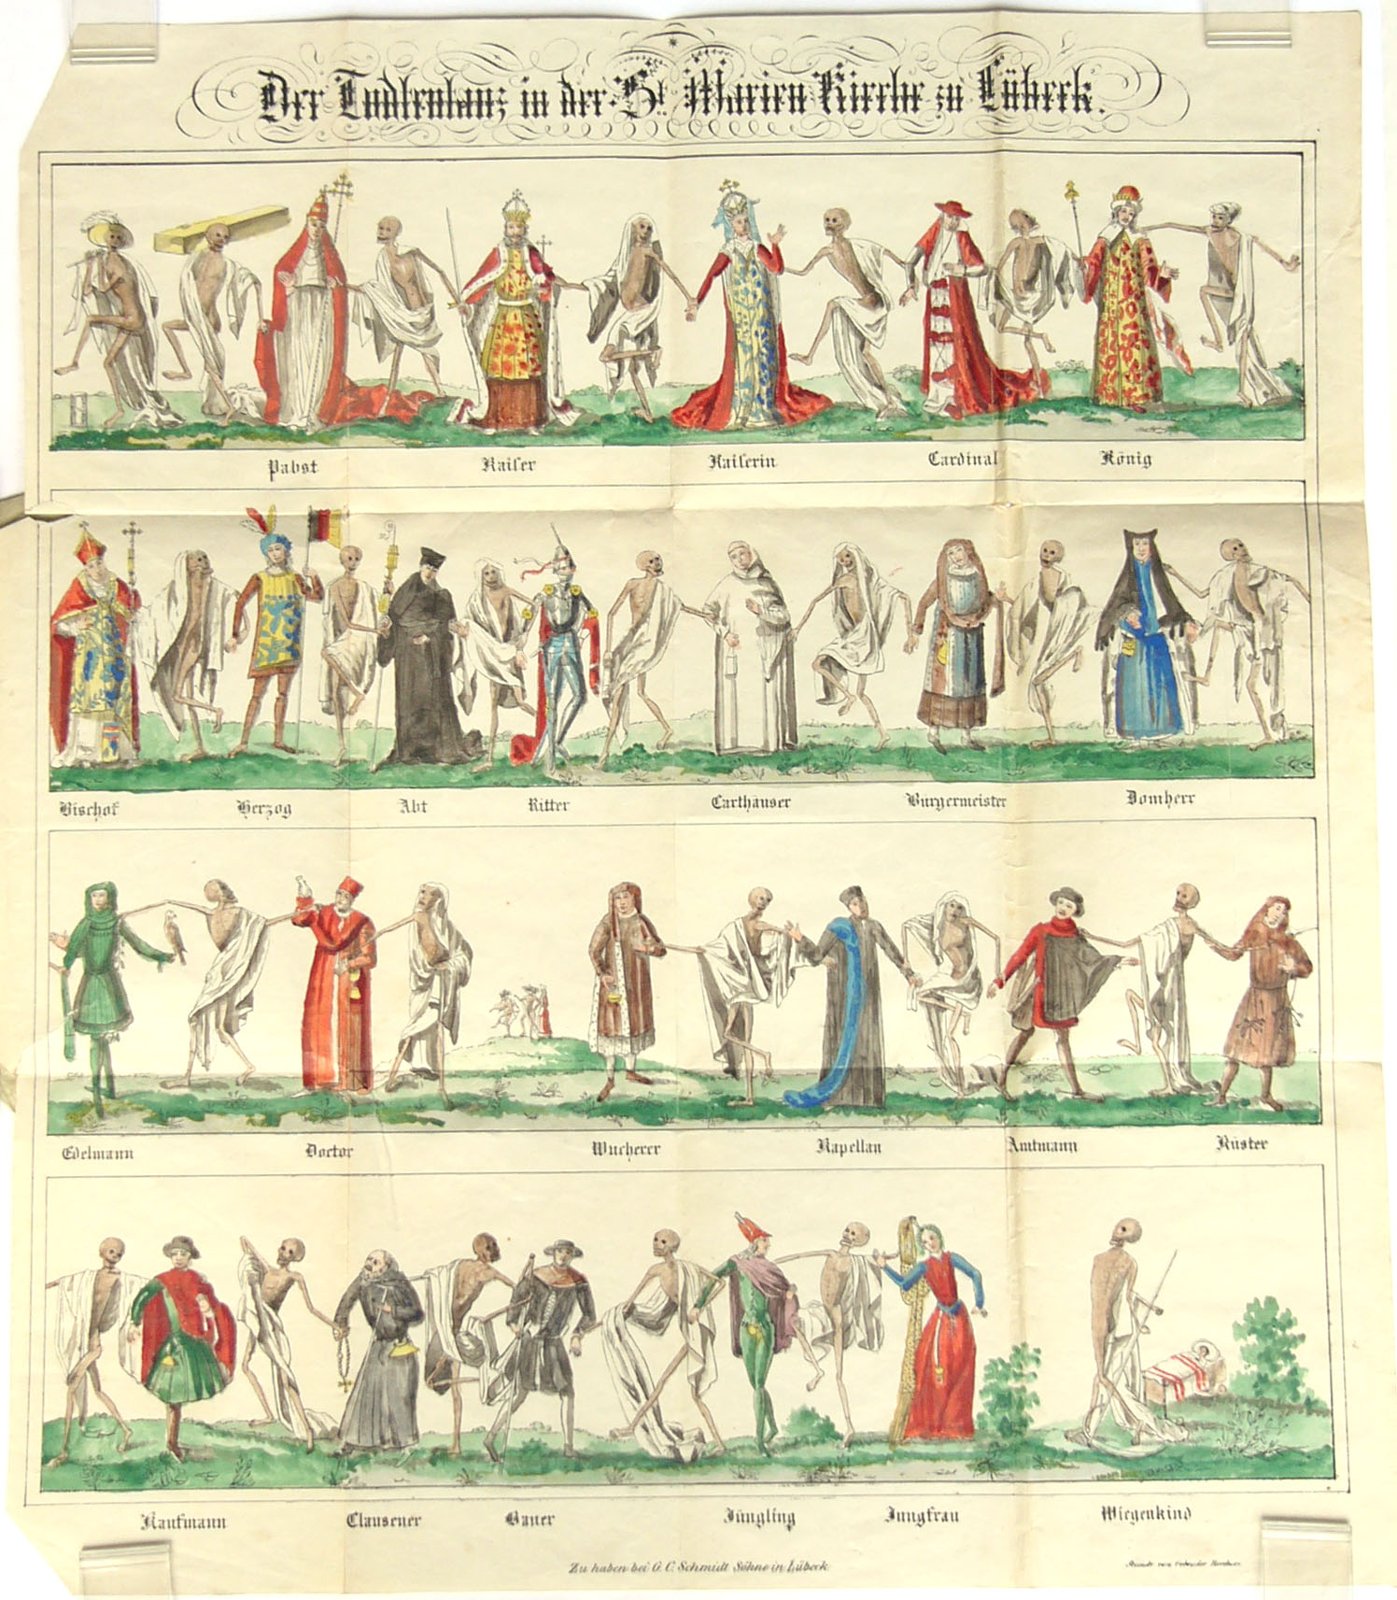 Der Todtentanz in der St. Marien Kirche zu Lübeck.
Pabst Kaiser Kaiserin Cardinal König
Bischof Herzog Abt Ritter Carthäuser Bürgermeister Domherr
Edelmann Doctor Wucherer Kapellan Amtmann Küster
Kaufmann Clausener Bauer Jüngling Jungfrau Wiegenkind
Zu haben bei G. C. Schmidt Söhne in Lübeck